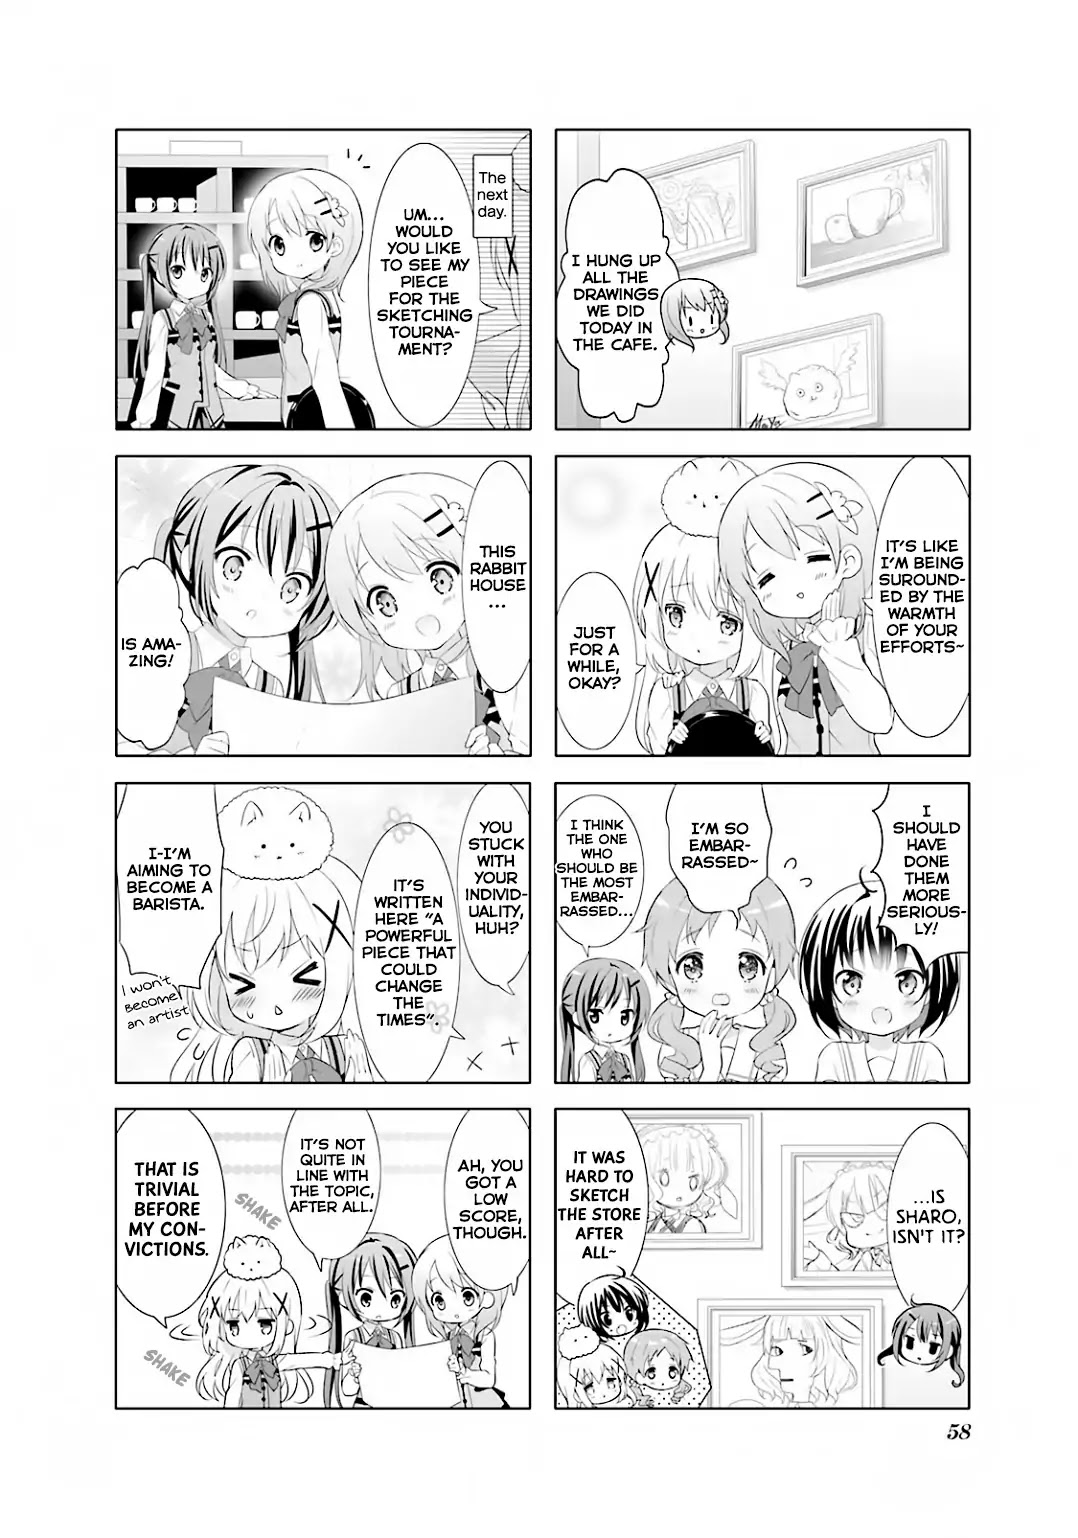 I HUNG UP
ALL THE
DRAWINGS
WE DID
TODAY IN
THE CAFE.
MaYa
IT'S LIKE
I'M BEING
SUROUND-
ED BY THE
WARMTH
OF YOUR
EFFORTS~
JUST
FOR A
WHILE,
OKAY?
I
SHOULD
HAVE
DONE
THEM
MORE
SERIOUS-
LY!
I'M SO
EMBAR-
RASSED~
I THINK
THE ONE
WHO
SHOULD BE
THE MOST
EMBAR-
RASSED...
...IS
SHARO,
ISN'T IT?
IT WAS
HARD TO
SKETCH
THE STORE
AFTER
ALL~
The
next
day.
UM...
WOULD
YOU LIKE
TO SEE MY
PIECE
FOR THE
SKETCHING
TOURNA-
MENT?
THIS
RABBIT
HOUSE
...
IS AMA-
ZING!
YOU
STUCK
WITH
YOUR
INDIVID-
UALITY,
HUH?
IT'S
WRITTEN
HERE "A
POWERFUL
PIECE THAT
COULD
CHANGE
THE
TIMES".
I-I'M
AIMING TO
BECOME A
BARISTA.
I won't
become
an artist
AH, YOU
GOT A
LOW
SCORE,
THOUGH.
IT'S NOT
QUITE IN
LINE WITH
THE TOPIC,
AFTER ALL.
SHAKE
SHAKE
THAT IS
TRIVIAL
BEFORE
MY CON-
VICTIONS.
58